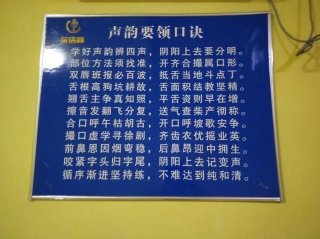 声韵要领口诀
学好声韵辨四声，阴阳上去要分明。
部位方法须找准，开齐合撮属口形。
双唇班报必百波，抵舌当地斗点丁。
舌根高狗坑耕故，舌面积结教坚精。
翘舌主争真知照，平舌资则早在增。
擦音发翻飞分复，送气查柴产彻称。
合口呼午枯胡古，开口呼坡歌安争。
撮口虚学寻徐剧，齐齿衣优摇业英。
前鼻恩因烟弯稳，后鼻昂迎中拥生。
咬紧字头归字尾，阴阳上去记变声。
循序渐进坚持练，不难达到纯和清。